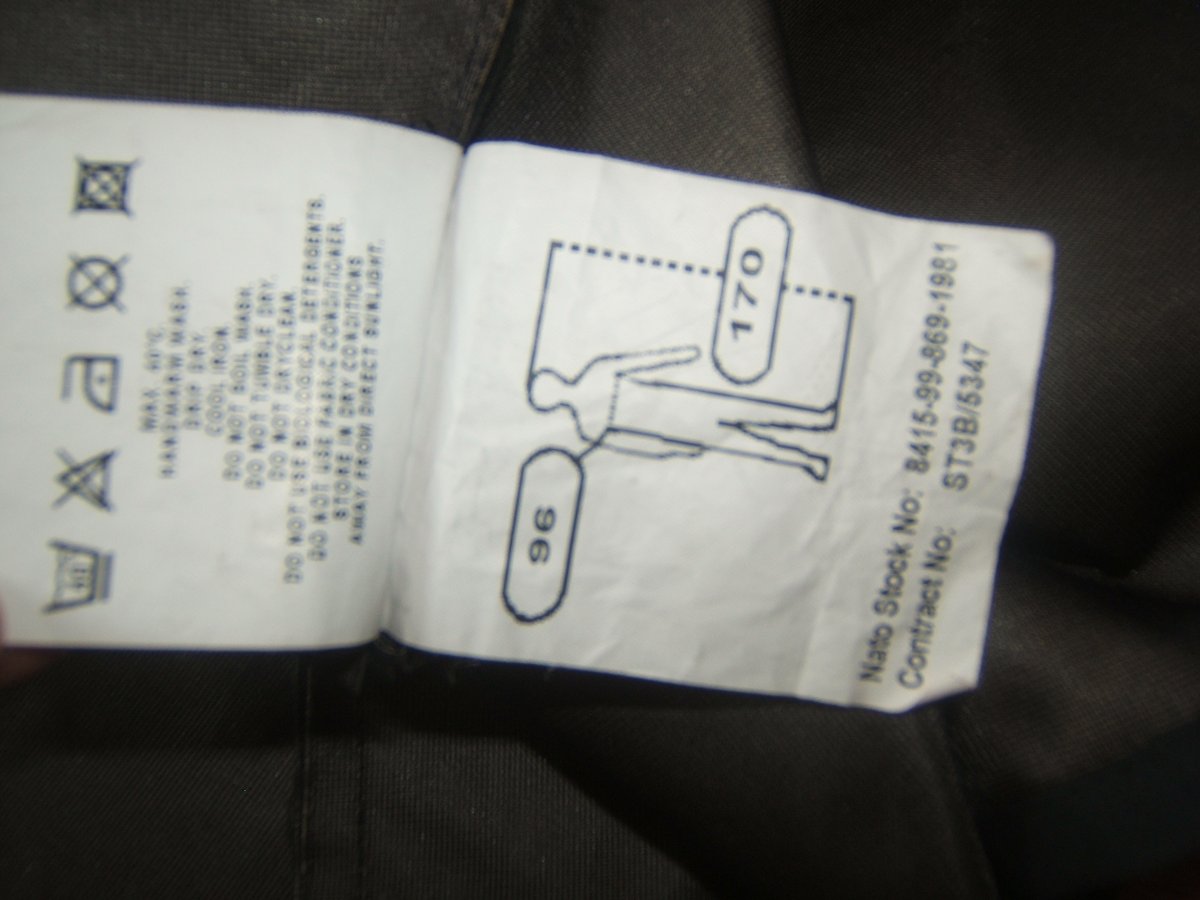 MAX 40°C.
HAND/MARW WASH.
DRIP DRY
COOL IRON.
DO NOT BOIL WASH.
DO NOT TUMBLE DRY.
DO NOT DRYCLEAN.
DO NOT USE BIOLOGICAL DETERGENTS.
DO NOT USE FABRIC CONDITIONER.
STORE IN DRY CONDITIONS
AWAY FROM DIRECT SUNLIGHT.
170
96
Nato Stock No: 8415-99-869-1981
Contract No: ST3B/5347